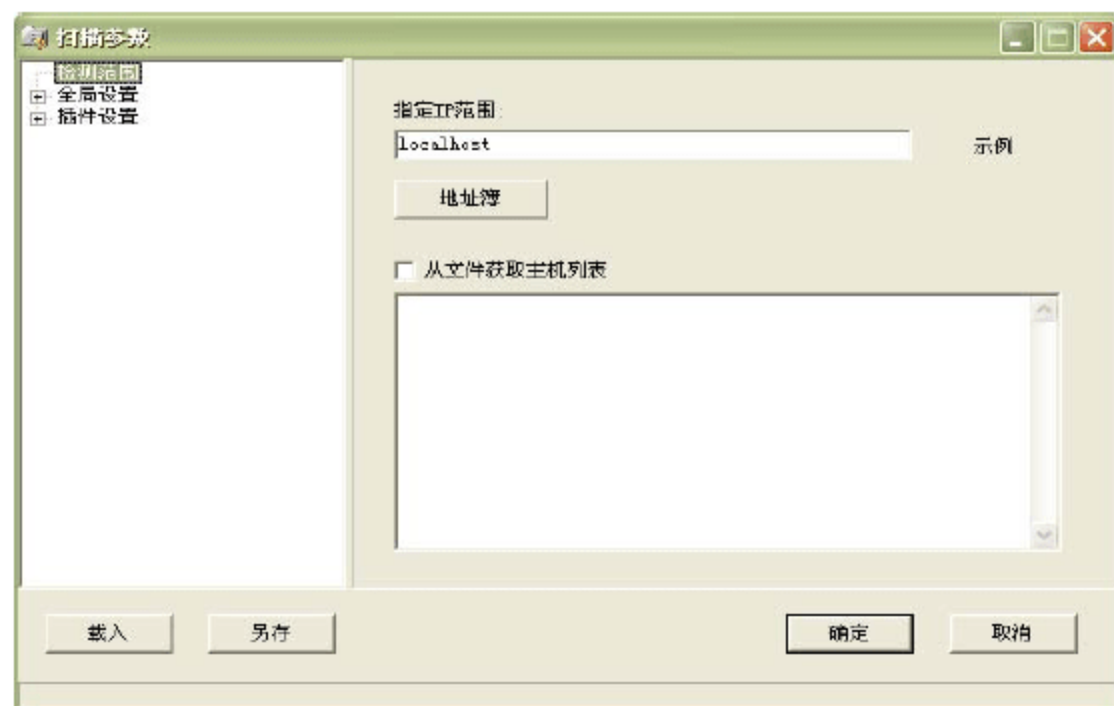 扫描参数
检测范围
全局设置
插件设置
指定IP范围:
localhost
示例
地址簿
从文件获取主机列表
载入
另存
确定
取消